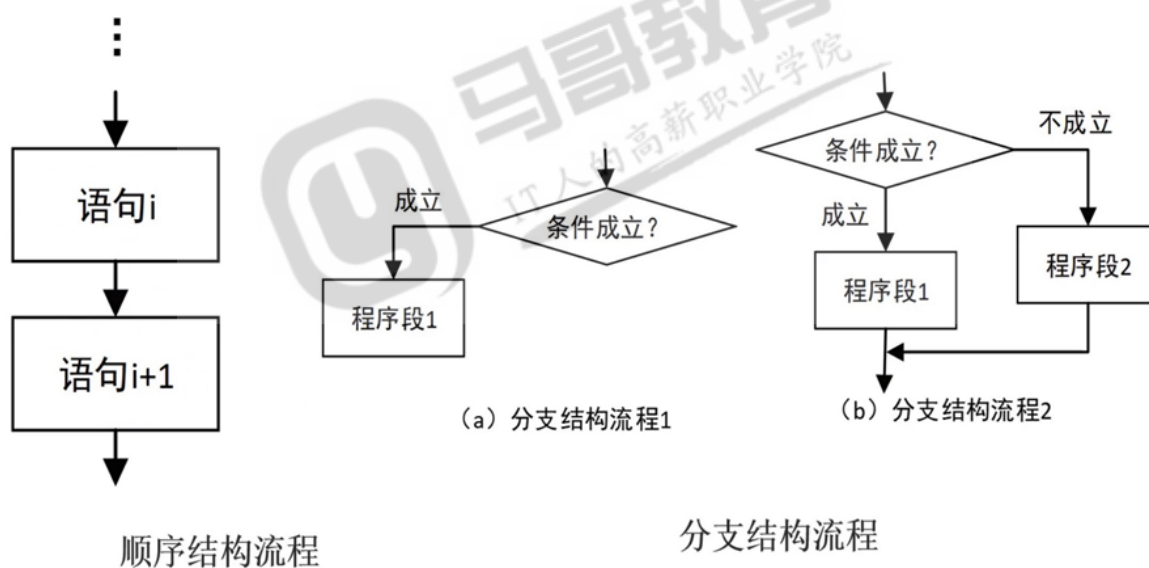 马哥教育
IT人的高薪职业学院
语句i
语句i+1
顺序结构流程
成立
条件成立？
程序段1
（a）分支结构流程1
条件成立？
不成立
成立
程序段1
程序段2
（b）分支结构流程2
分支结构流程